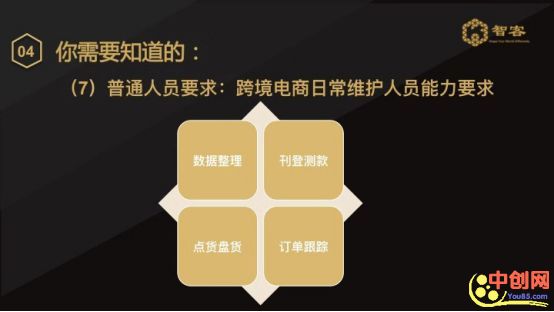 04
你需要知道的：
智客
（7）普通人员要求：跨境电商日常维护人员能力要求
数据整理
刊登测款
点货盘货
订单跟踪
中创网
You85.com